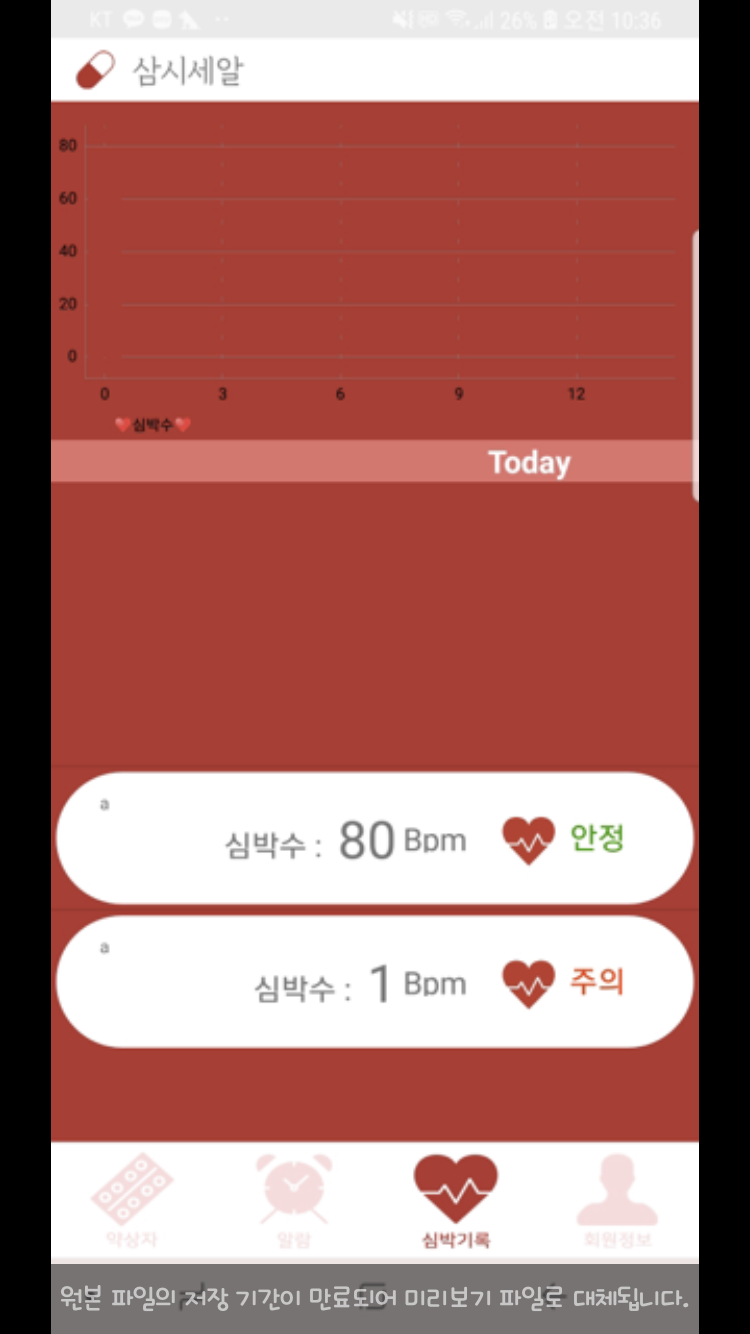 KT 26% 오전 10:36
삼시세알
80
60
40
20
0
0 3 6 9 12
❤심박수❤
Today
a
심박수 : 80 Bpm 안정
a
심박수 : 1 Bpm 주의
약상자 알람 심박기록 회원정보
원본 파일의 저장 기간이 만료되어 미리보기 파일로 대체됩니다.